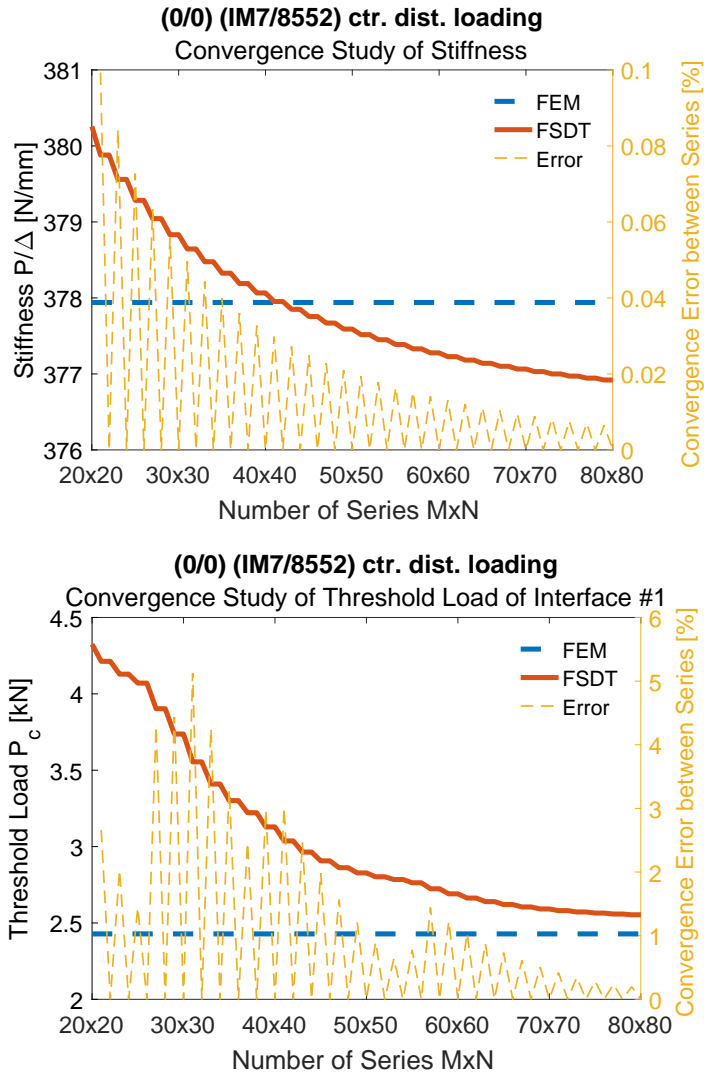 (0/0) (IM7/8552) ctr. dist. loading
Convergence Study of Stiffness
381
380
379
378
377
376
Stiffness P/Δ [N/mm]
0.1
0.08
0.06
0.04
0.02
0
Convergence Error between Series [%]
FEM
FSDT
Error
20x20 30x30 40x40 50x50 60x60 70x70 80x80
Number of Series MxN
(0/0) (IM7/8552) ctr. dist. loading
Convergence Study of Threshold Load of Interface #1
4.5
4
3.5
3
2.5
2
Threshold Load P_c [kN]
6
5
4
3
2
1
0
Convergence Error between Series [%]
FEM
FSDT
Error
20x20 30x30 40x40 50x50 60x60 70x70 80x80
Number of Series MxN